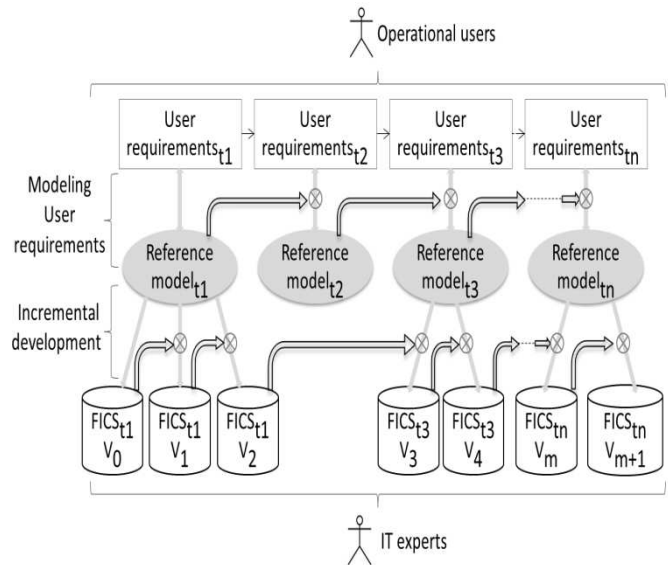 Operational users
User
requirementst1
User
requirementst2
User
requirementst3
User
requirementstn
Modeling
User
requirements
Reference
modelt1
Reference
modelt2
Reference
modelt3
Reference
modeltn
Incremental
development
FICSt1
V0
FICSt1
V1
FICSt1
V2
FICSt3
V3
FICSt3
V4
FICStn
Vm
FICStn
Vm+1
IT experts